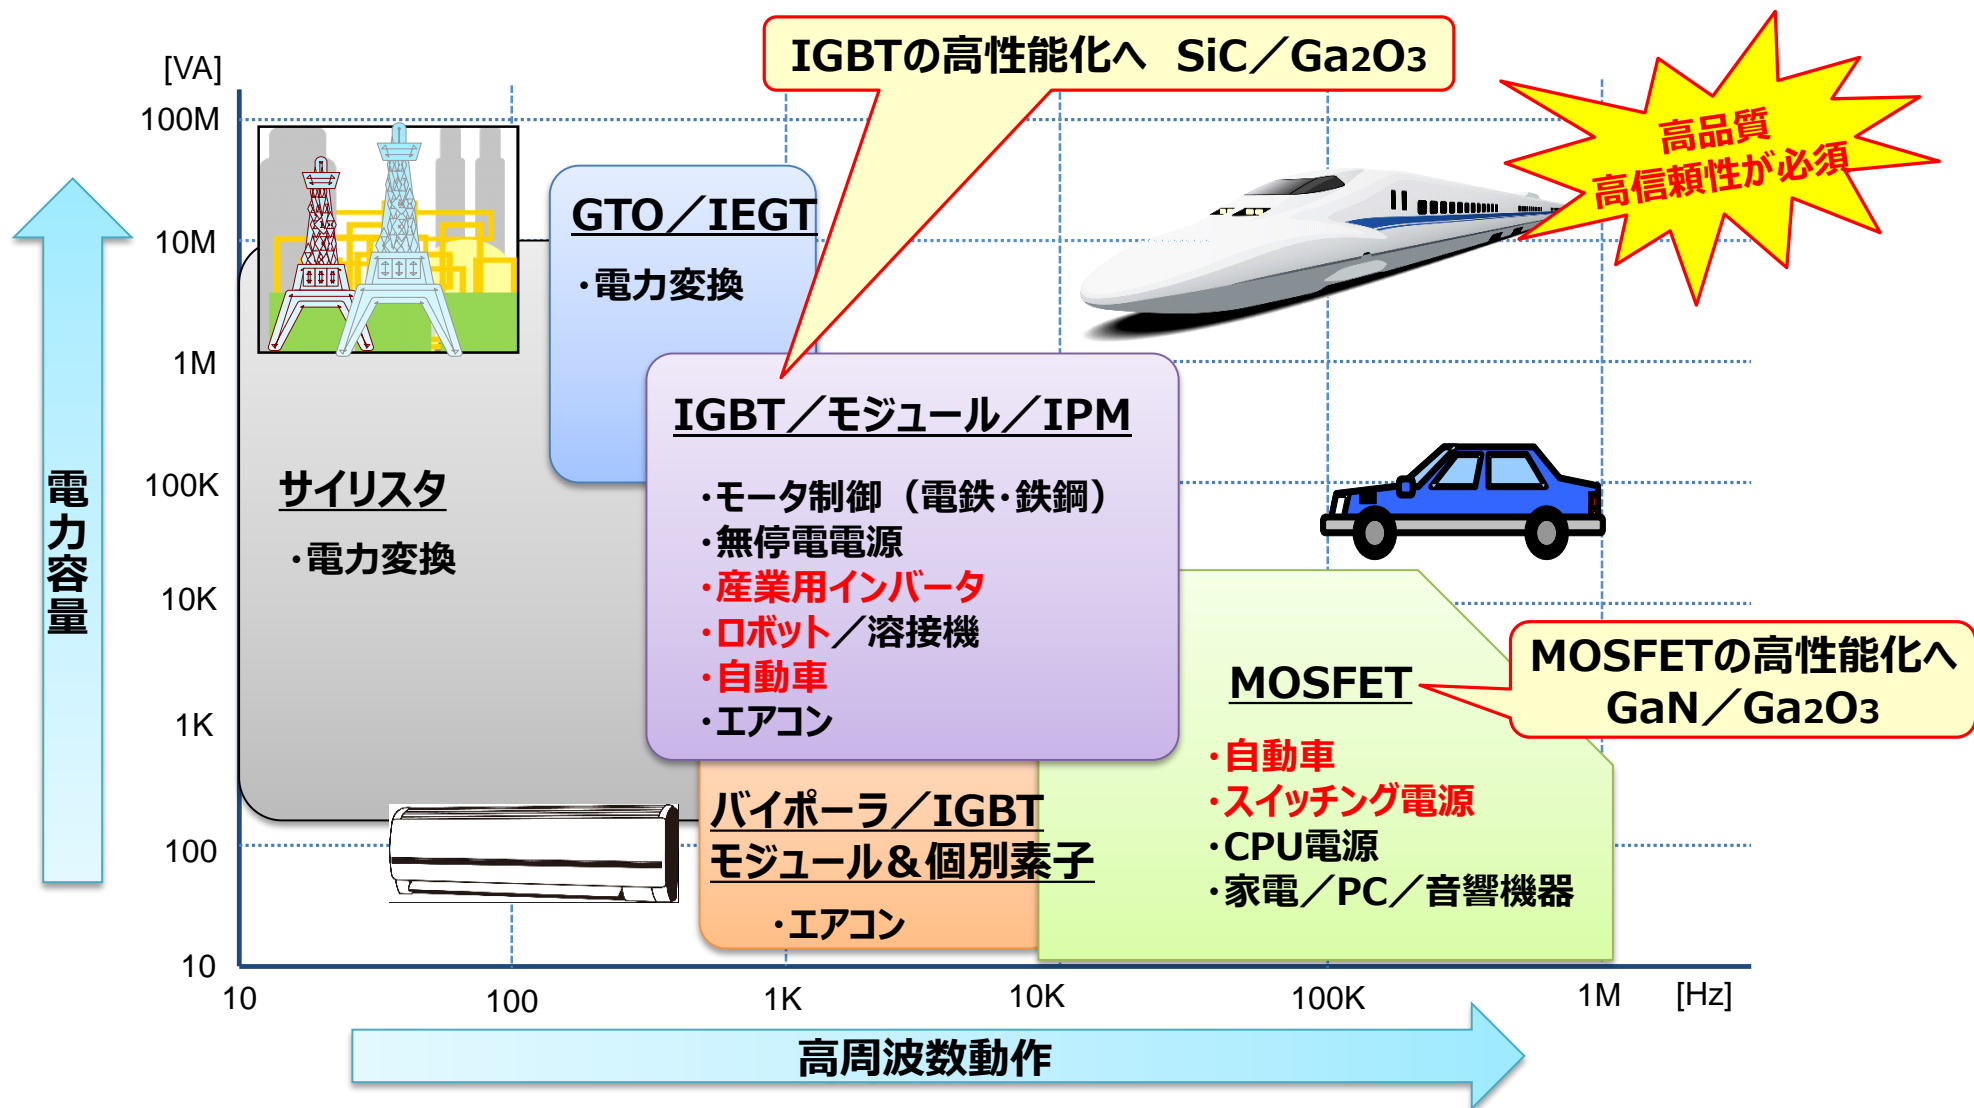 IGBTの高性能化へ SiC／Ga2O3
高品質
高信頼性が必須
[VA]
100M
10M
1M
100K
10K
1K
100
10
電力容量
GTO／IEGT
・電力変換
サイリスタ
・電力変換
IGBT／モジュール／IPM
・モータ制御（電鉄・鉄鋼）
・無停電電源
・産業用インバータ
・ロボット／溶接機
・自動車
・エアコン
バイポーラ／IGBT
モジュール＆個別素子
・エアコン
MOSFET
・自動車
・スイッチング電源
・CPU電源
・家電／PC／音響機器
MOSFETの高性能化へ
GaN／Ga2O3
10
100
1K
10K
100K
1M
[Hz]
高周波数動作